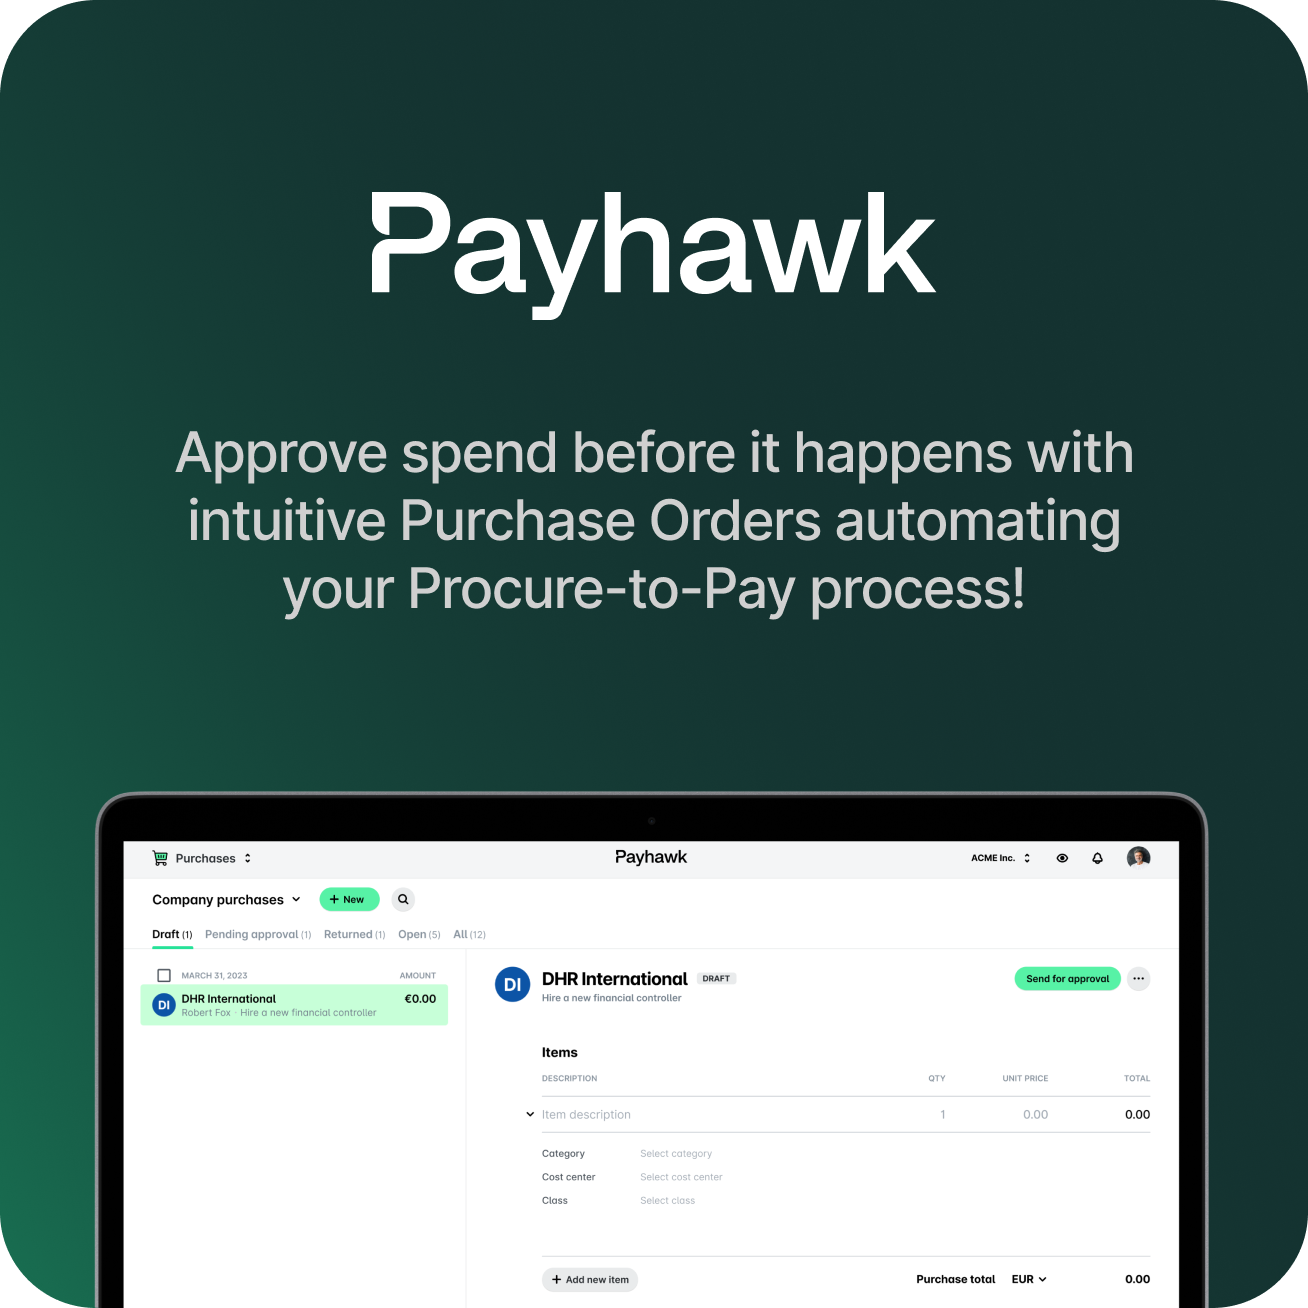 Payhawk
Approve spend before it happens with
intuitive Purchase Orders automating
your Procure-to-Pay process!
Purchases
Payhawk
ACME Inc.
Company purchases
+ New
Draft (1) Pending approval (1) Returned (1) Open (5) All (12)
MARCH 31, 2023 AMOUNT
DI DHR International €0.00
Robert Fox · Hire a new financial controller
DI DHR International DRAFT
Hire a new financial controller
Send for approval
Items
DESCRIPTION QTY UNIT PRICE TOTAL
Item description 1 0.00 0.00
Category Select category
Cost center Select cost center
Class Select class
+ Add new item Purchase total EUR 0.00